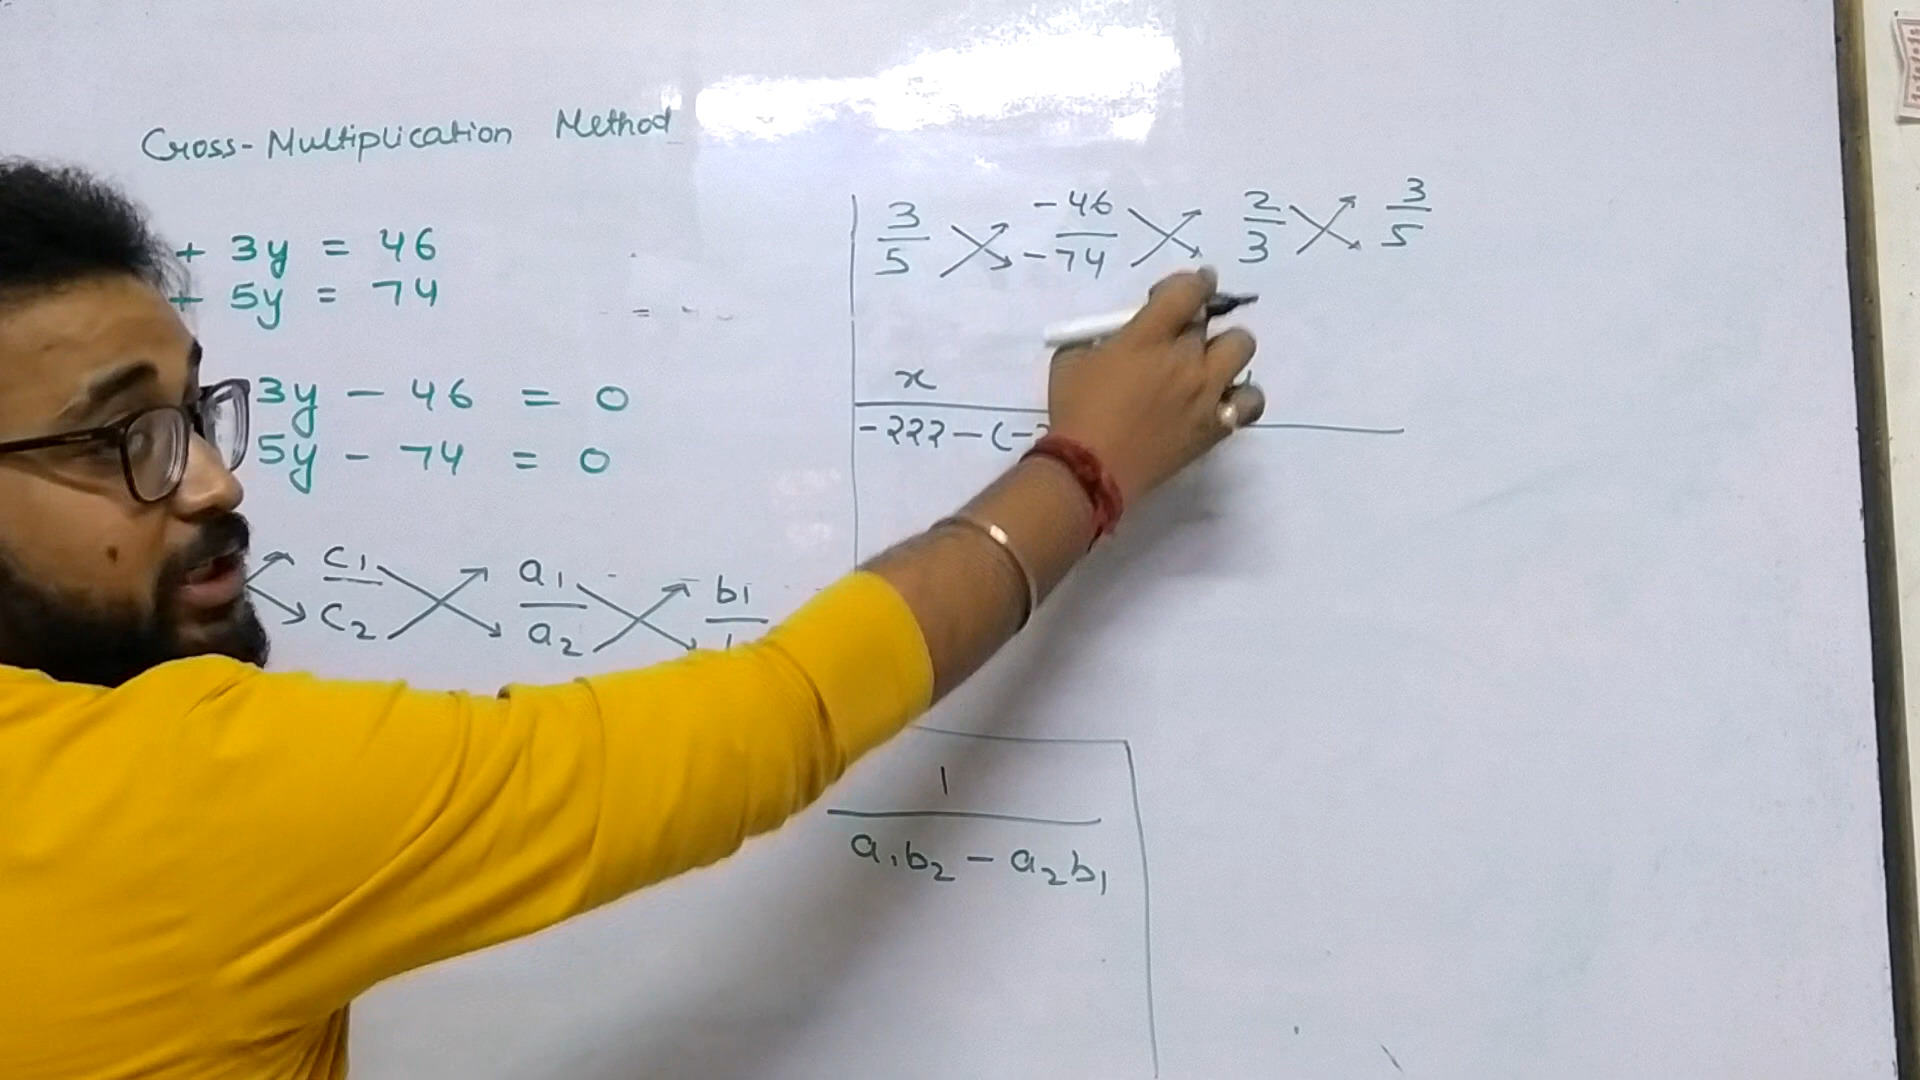 Cross-Multiplication Method
+ 3y = 46
+ 5y = 74
3y - 46 = 0
5y - 74 = 0
c1 a1 b1
c2 a2
3 -46 2 3
5 -74 3 5
x
-222-(-2
1
a1b2 - a2b1